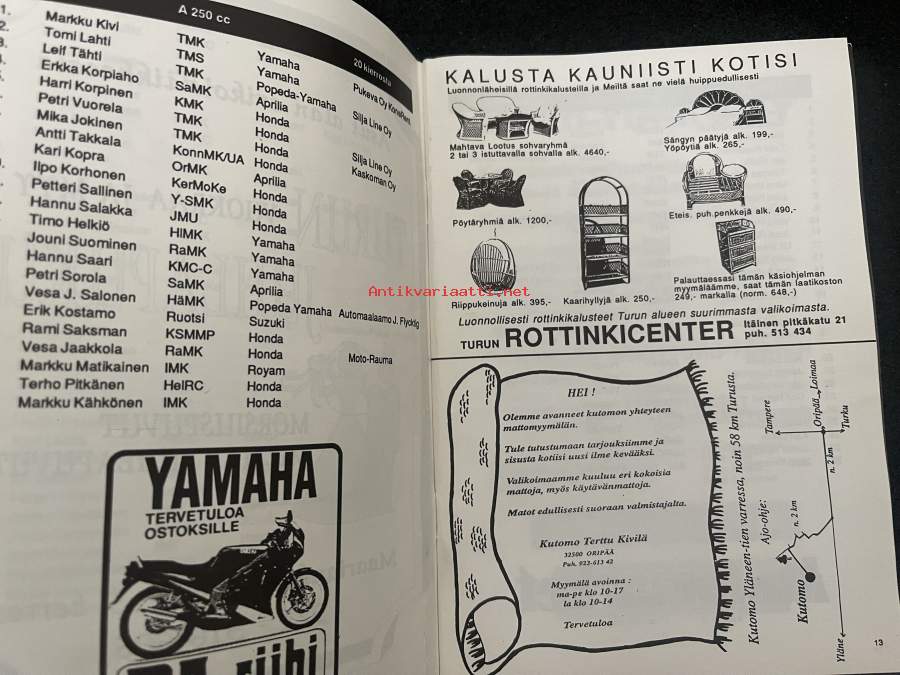 A 250 cc
20 kierrosta
1. Markku Kivi TMK Yamaha Pukeva Oy
2. Tomi Lahti TMS Yamaha
Leif Tähti TMK Popeda-Yamaha Silja Line Oy
Erkka Korpiaho SaMK Aprilia
Harri Korpinen KMK Honda
Petri Vuorela TMK Honda Silja Line Oy
Mika Jokinen TMK Honda Kaskoman Oy
Antti Takkala KonnMK/UA Honda
Kari Kopra OrMK Aprilia
Ilpo Korhonen KerMoKe Honda
Petteri Sallinen Y-SMK Honda
Hannu Salakka JMU Honda
Timo Helkiö HIMK Yamaha
Jouni Suominen RaMK Yamaha
Hannu Saari KMC-C Yamaha
Petri Sorola SaMK Aprilia
Vesa J. Salonen HäMK Popeda Yamaha Automaalaamo J. Flycktig
Erik Kostamo Ruotsi Suzuki
Rami Saksman KSMMP Honda
Vesa Jaakkola RaMK Honda Moto-Rauma
Markku Matikainen IMK Royam
Terho Pitkänen HelRC Honda
Markku Kähkönen IMK Honda
YAMAHA
TERVETULOA
OSTOKSILLE
KALUSTA KAUNIISTI KOTISI
Luonnonläheisillä rottinkikalusteilla ja Meiltä saat ne vielä huippuedullisesti
Mahtava Lootus sohvaryhmä
2 tai 3 istuttavalla sohvalla alk. 4640,-
Sängyn päätyjä alk. 199,-
Yöpöytiä alk. 265,-
Pöytäryhmiä alk. 1200,-
Eteis. puh.penkkejä alk. 490,-
Riippukeinuja alk. 395,-
Kaarihyllyjä alk. 250,-
Palauttaessasi tämän käsiohjelman
myymäläämme, saat tämän laatikoston
249,- markalla (norm. 648,-)
Antikvariaatti.net
Luonnollisesti rottinkikalusteet Turun alueen suurimmasta valikoimasta.
TURUN ROTTINKICENTER
Itäinen pitkäkatu 21
puh. 513 434
HEI !
Olemme avanneet kutomon yhteyteen
mattomyymälän.
Tule tutustumaan tarjouksiimme ja
sisusta kotiisi uusi ilme kevääksi.
Valikoimaamme kuuluu eri kokoisia
mattoja, myös käytävänmattoja.
Matot edullisesti suoraan valmistajalta.
Kutomo Terttu Kivilä
32500 ORIPÄÄ
Puh. 923-613 42
Myymälä avoinna :
ma-pe klo 10-17
la klo 10-14
Tervetuloa
Kutomo Yläneen-tien varressa, noin 58 km Turusta.
Ajo-ohje:
Tampere
Oripää
Loimaa
Turku
n. 2 km
n. 2 km
Kutomo
Yläne
13